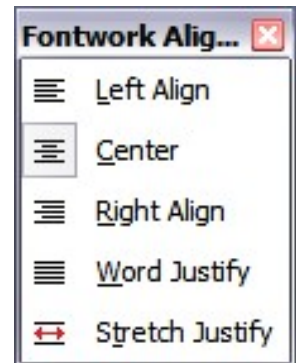 Fontwork Alig...
Left Align
Center
Right Align
Word Justify
Stretch Justify